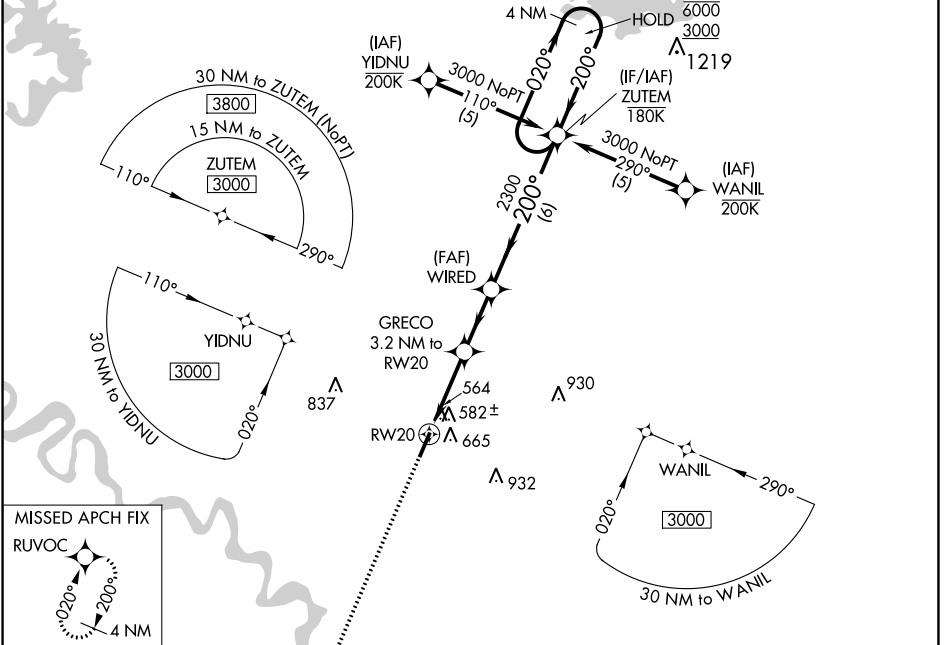 4 NM
HOLD
6000
3000
1219
(IAF)
YIDNU
200K
3000 NoPT
110°
(5)
020°
200°
(IF/IAF)
ZUTEM
180K
3000 NoPT
290°
(5)
(IAF)
WANIL
200K
30 NM to ZUTEM (NoPT)
3800
15 NM to ZUTEM
ZUTEM
3000
110°
290°
2300
200°
(6)
(FAF)
WIRED
GRECO
3.2 NM to
RW20
110°
YIDNU
3000
30 NM to YIDNU
020°
837
564
582±
RW20
665
930
932
WANIL
290°
020°
3000
30 NM to WANIL
MISSED APCH FIX
RUVOC
020°
200°
4 NM